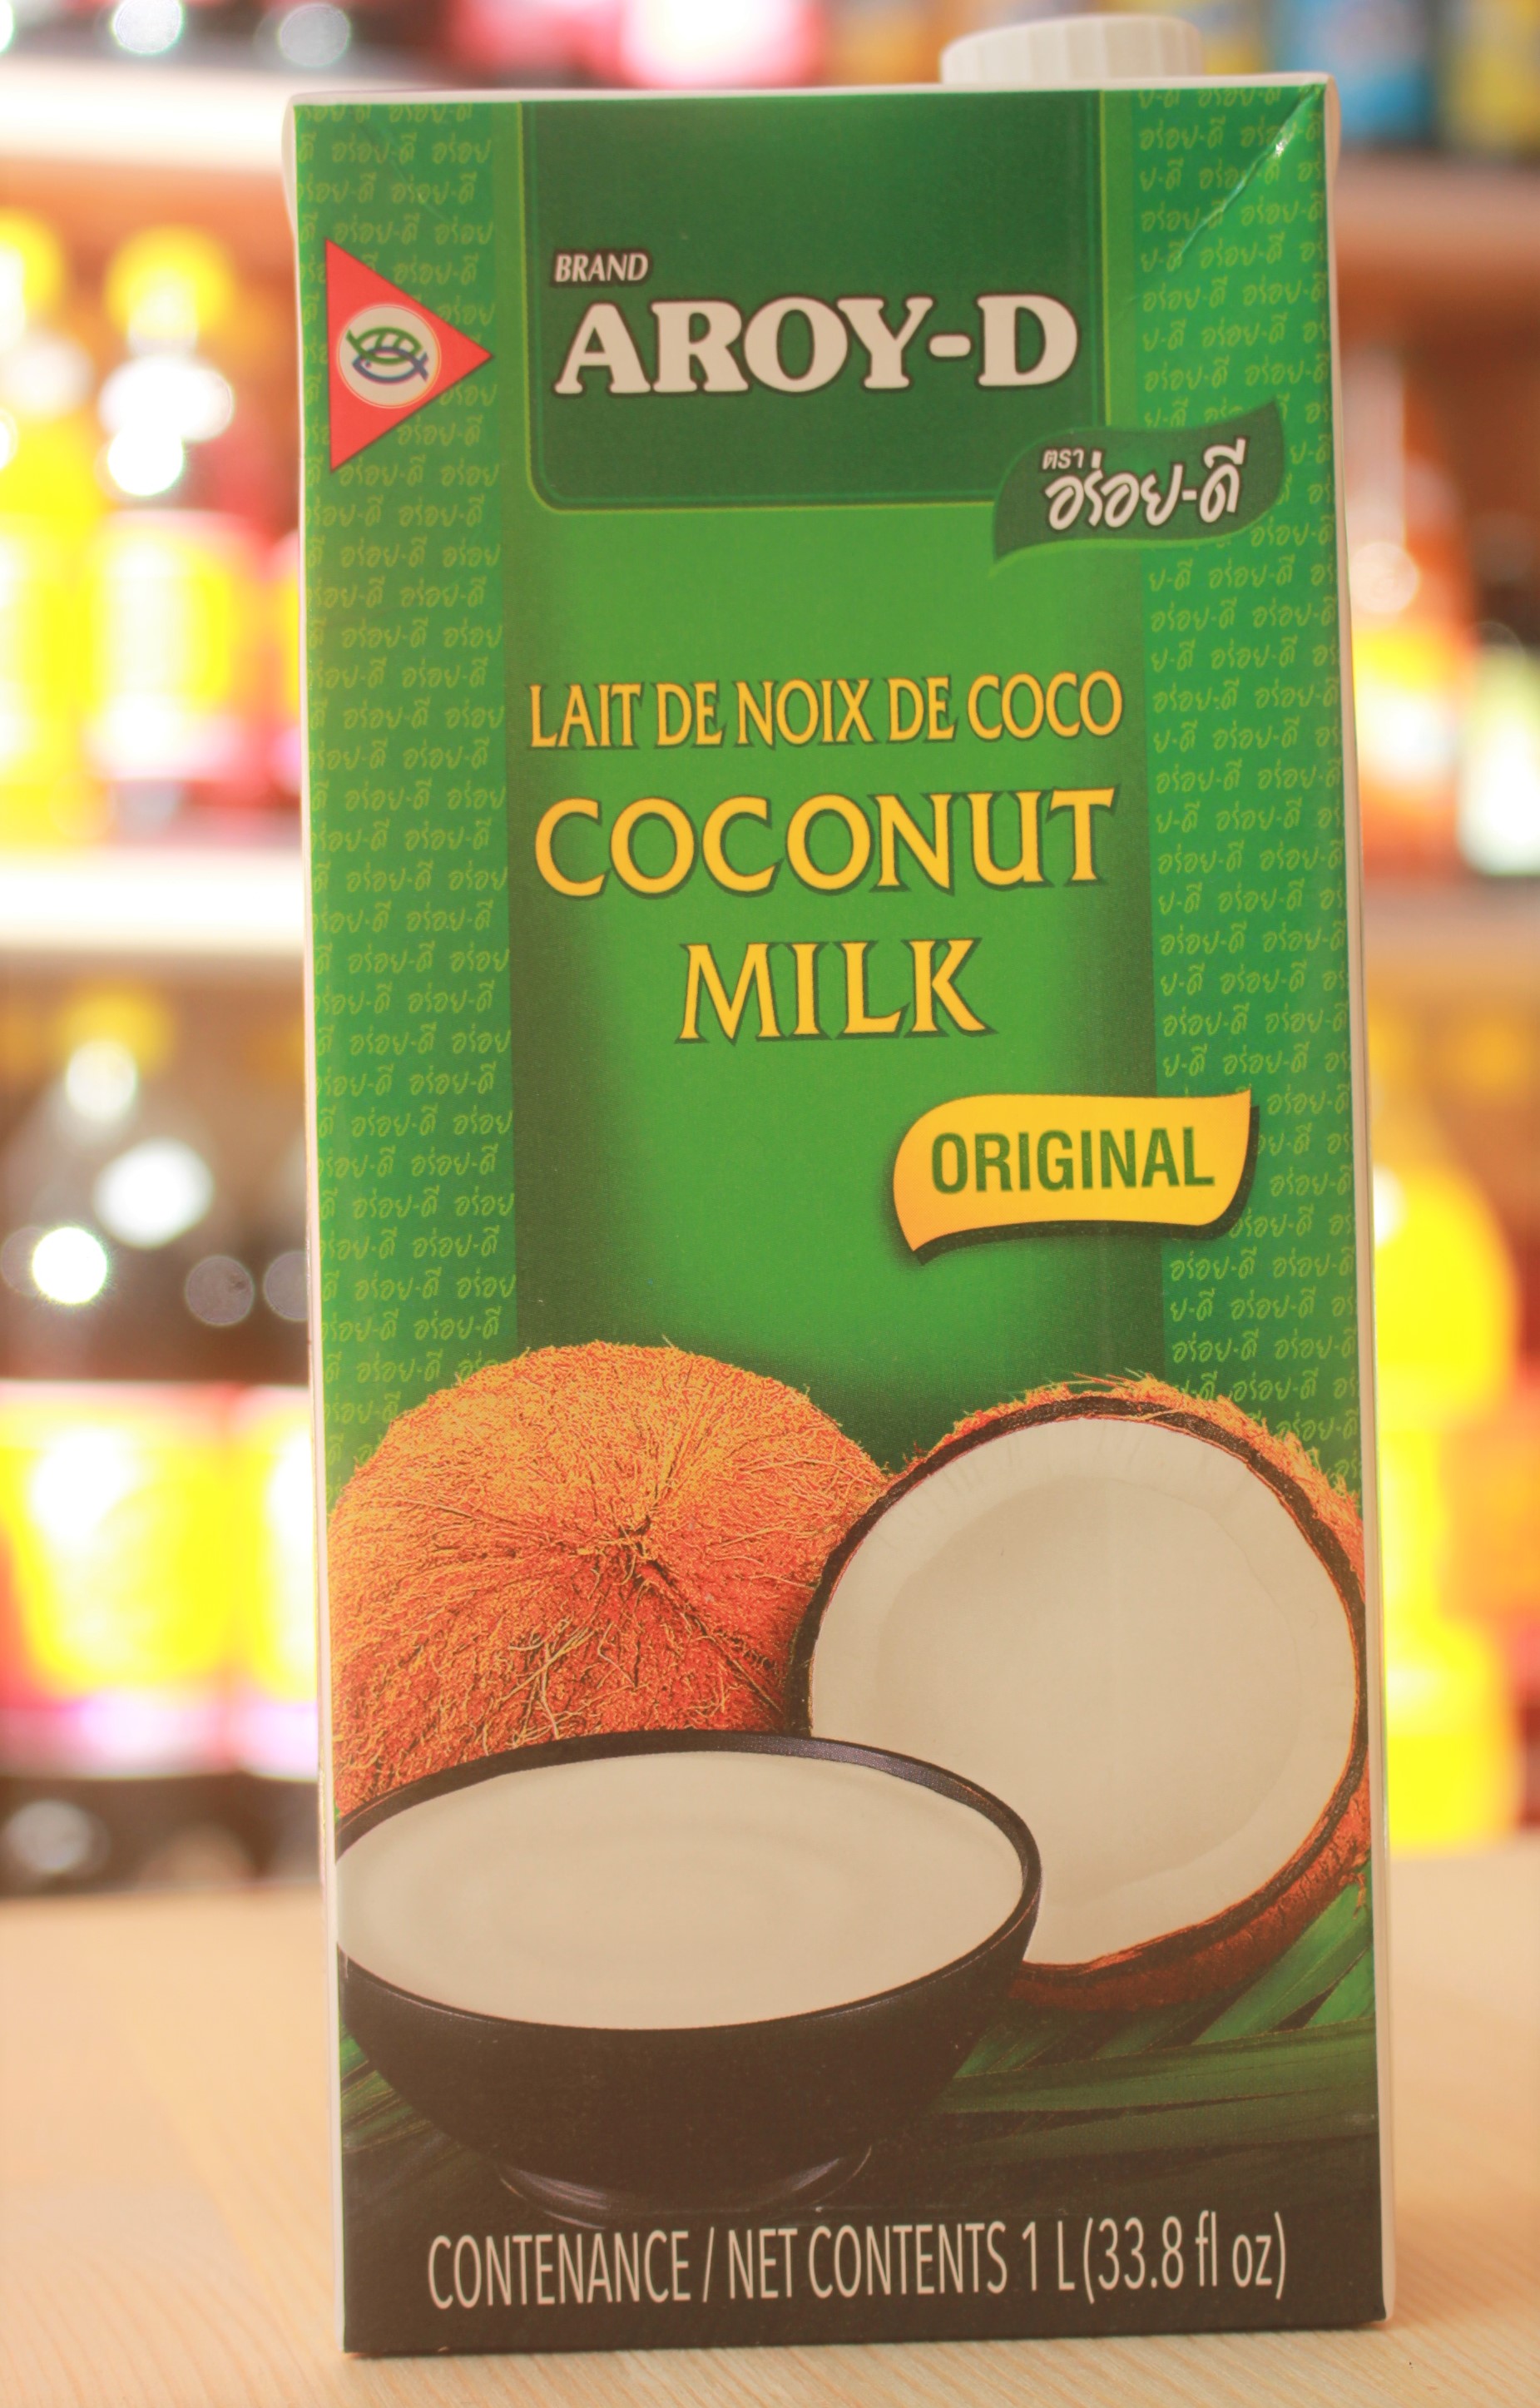 BRAND
AROY-D
ตรา
อร่อย-ดี
LAIT DE NOIX DE COCO
COCONUT
MILK
ORIGINAL
CONTENANCE / NET CONTENTS 1 L (33.8 fl oz)